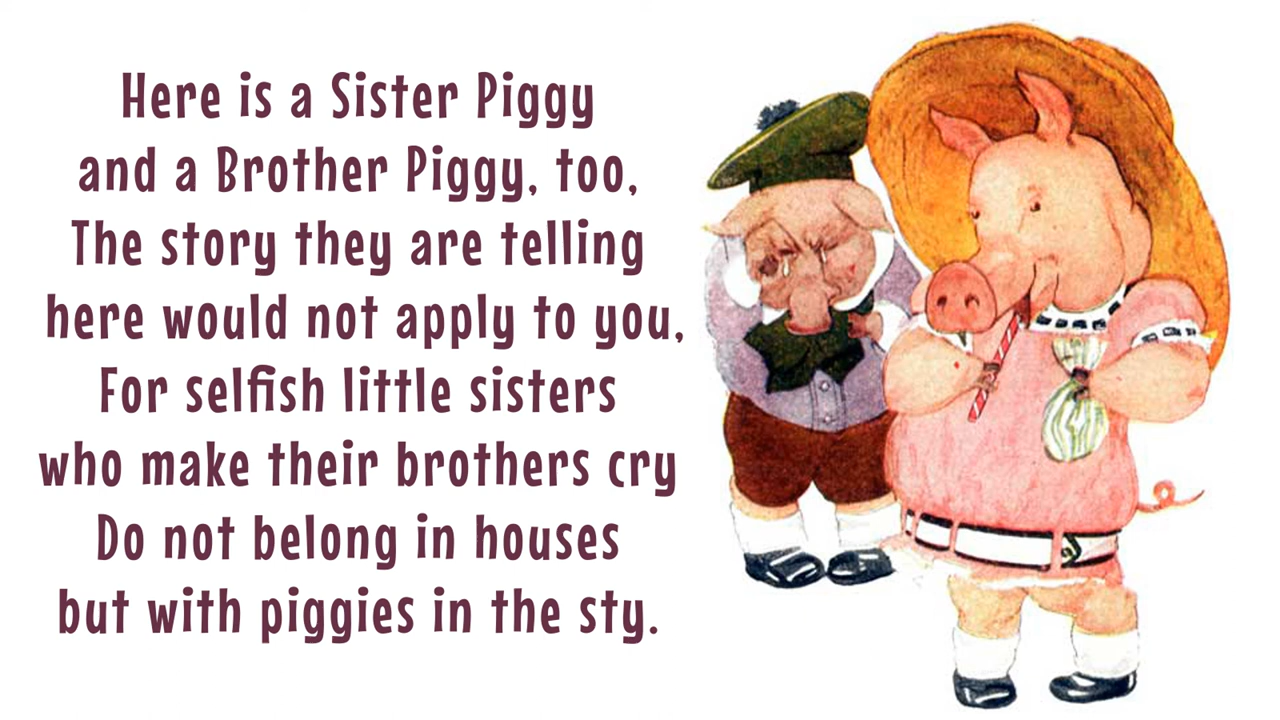 Here is a Sister Piggy
and a Brother Piggy, too,
The story they are telling
here would not apply to you,
For selfish little sisters
who make their brothers cry
Do not belong in houses
but with piggies in the sty.